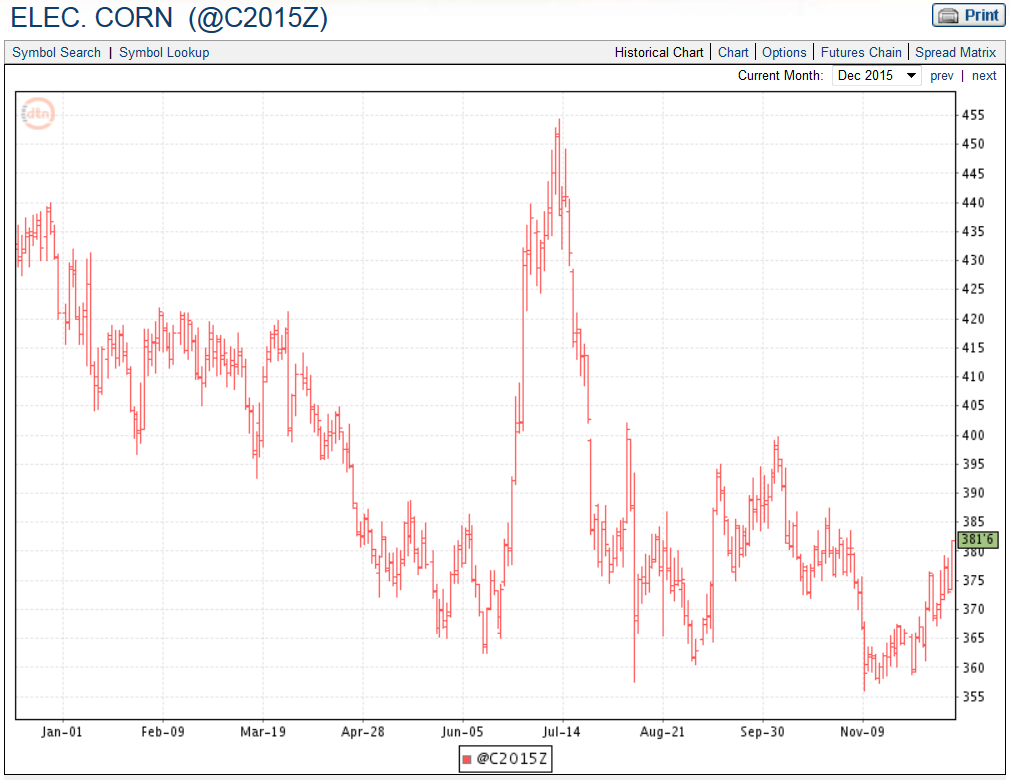 ELEC. CORN (@C2015Z)
Print
Symbol Search | Symbol Lookup
Historical Chart | Chart | Options | Futures Chain | Spread Matrix
Current Month: Dec 2015 prev | next
dtn
455
450
445
440
435
430
425
420
415
410
405
400
395
390
385
381'6
380
375
370
365
360
355
Jan-01 Feb-09 Mar-19 Apr-28 Jun-05 Jul-14 Aug-21 Sep-30 Nov-09
@C2015Z